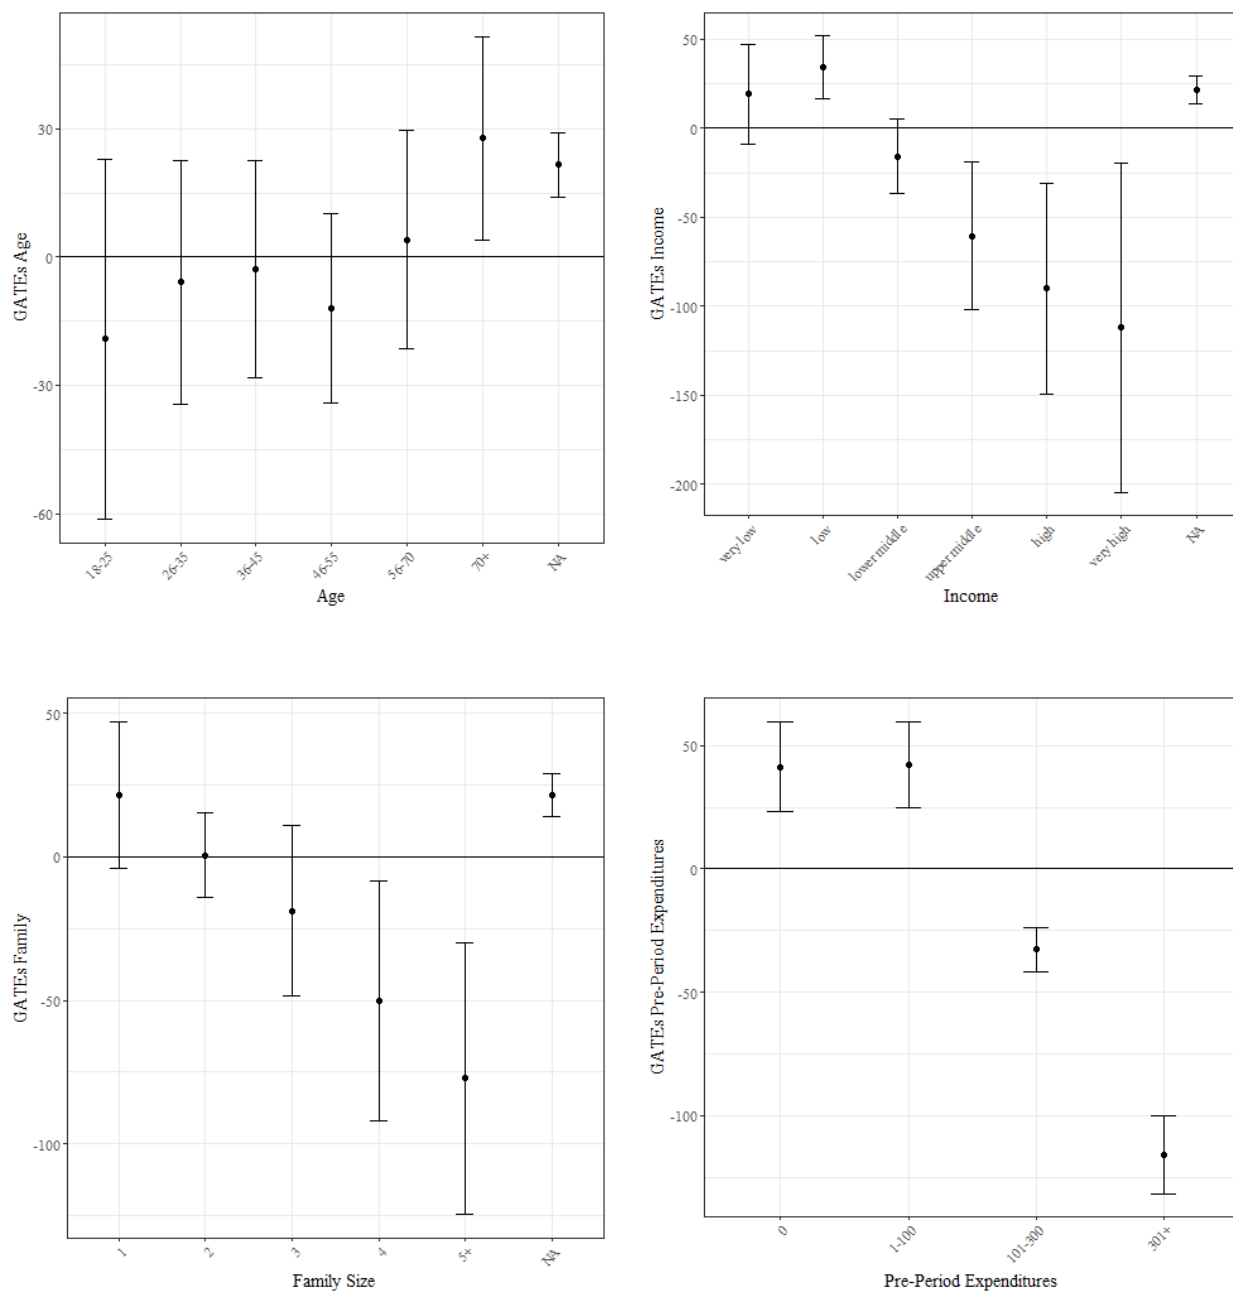 GATEs Age
30
0
-30
-60
18-25
26-35
36-45
46-55
56-70
70+
NA
Age
GATEs Income
50
0
-50
-100
-150
-200
very low
low
lower middle
upper middle
high
very high
NA
Income
GATEs Family
50
0
-50
-100
1
2
3
4
5+
NA
Family Size
GATEs Pre-Period Expenditures
50
0
-50
-100
0
1-100
101-300
301+
Pre-Period Expenditures